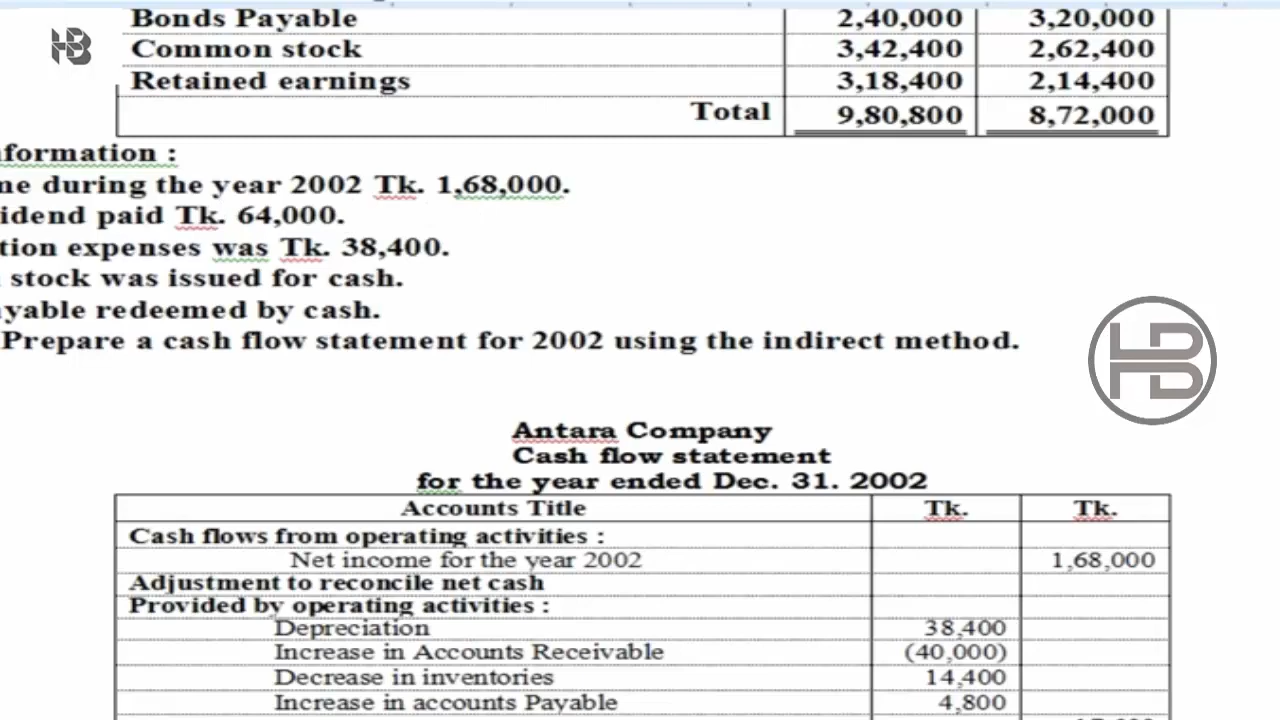 Bonds Payable 2,40,000 3,20,000
Common stock 3,42,400 2,62,400
Retained earnings 3,18,400 2,14,400
Total 9,80,800 8,72,000
formation :
me during the year 2002 Tk. 1,68,000.
idend paid Tk. 64,000.
tion expenses was Tk. 38,400.
stock was issued for cash.
ayable redeemed by cash.
Prepare a cash flow statement for 2002 using the indirect method.
Antara Company
Cash flow statement
for the year ended Dec. 31. 2002
Accounts Title Tk. Tk.
Cash flows from operating activities :
Net income for the year 2002 1,68,000
Adjustment to reconcile net cash
Provided by operating activities :
Depreciation 38,400
Increase in Accounts Receivable (40,000)
Decrease in inventories 14,400
Increase in accounts Payable 4,800